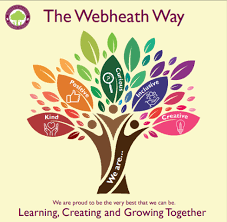 The Webheath Way
Curious
Positive
Inclusive
Kind
Creative
We are...
We are proud to be the very best that we can be.
Learning, Creating and Growing Together